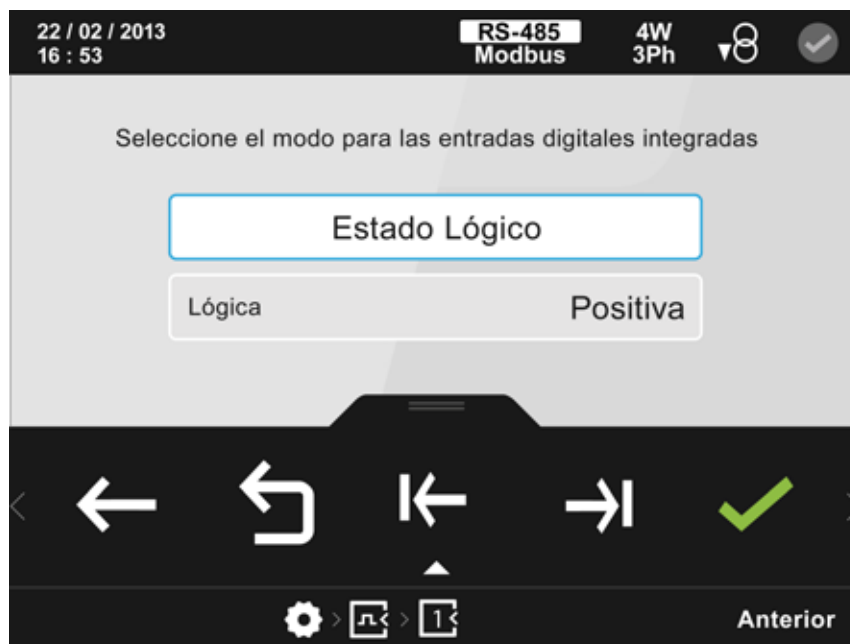 22 / 02 / 2013
16 : 53
RS-485
Modbus
4W
3Ph
Seleccione el modo para las entradas digitales integradas
Estado Lógico
Lógica Positiva
1
Anterior